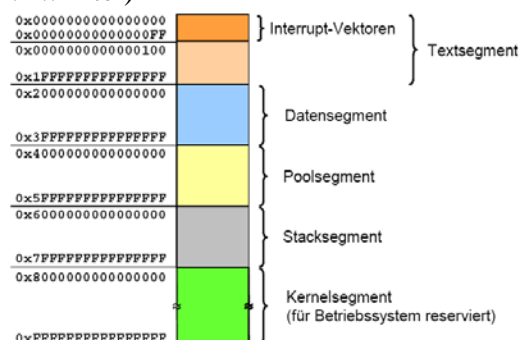 0x0000000000000000
0x00000000000000FF
Interrupt-Vektoren
0x0000000000000100
Textsegment
0x1FFFFFFFFFFFFFFF
0x2000000000000000
Datensegment
0x3FFFFFFFFFFFFFFF
0x4000000000000000
Poolsegment
0x5FFFFFFFFFFFFFFF
0x6000000000000000
Stacksegment
0x7FFFFFFFFFFFFFFF
0x8000000000000000
Kernelsegment
(für Betriebssystem reserviert)
0xFFFFFFFFFFFFFFFF